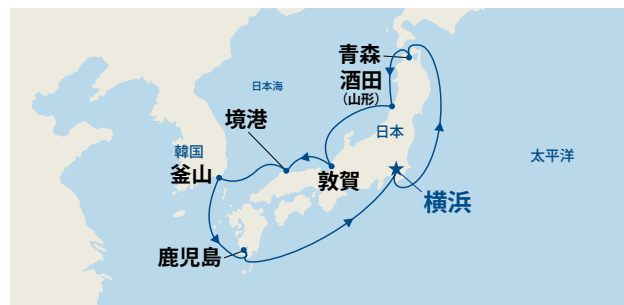 青森
酒田
（山形）
日本海
境港
日本
韓国
釜山
太平洋
敦賀
横浜
鹿児島